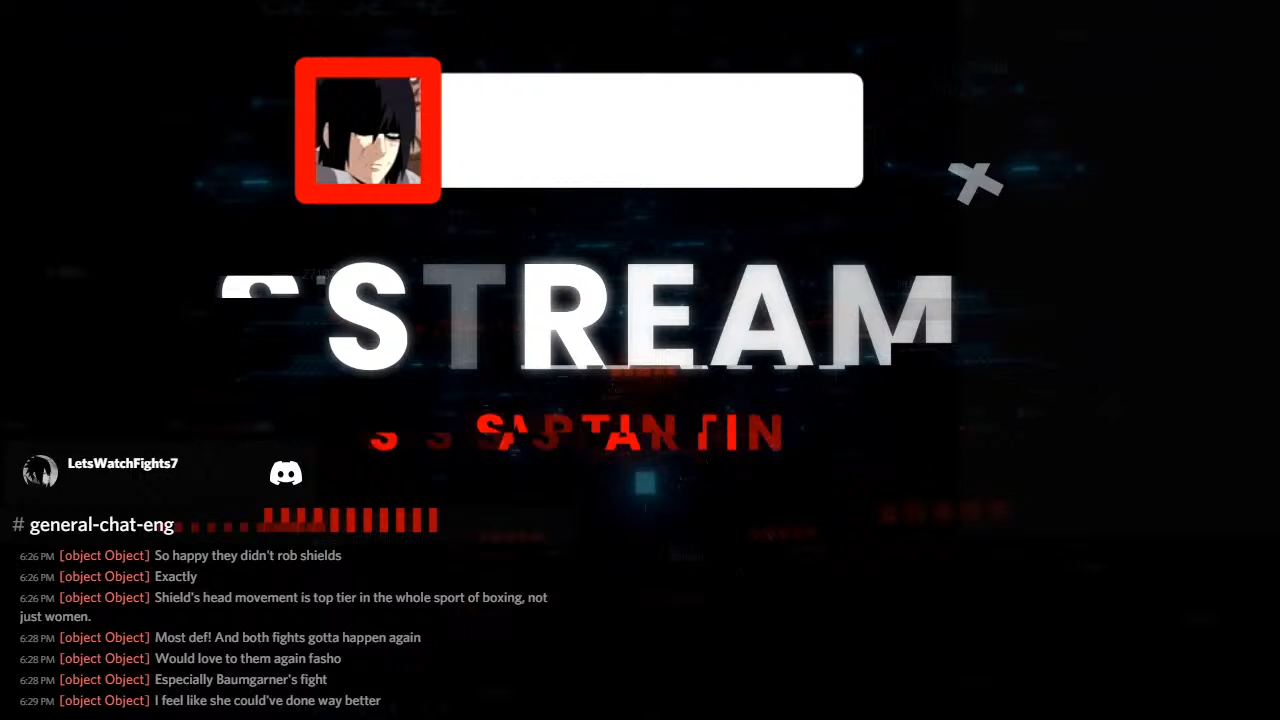 STREAM
LetsWatchFights7
# general-chat-eng
6:26 PM [object Object] So happy they didn't rob shields
6:26 PM [object Object] Exactly
6:26 PM [object Object] Shield's head movement is top tier in the whole sport of boxing, not
just women.
6:28 PM [object Object] Most def! And both fights gotta happen again
6:28 PM [object Object] Would love to them again fasho
6:28 PM [object Object] Especially Baumgarner's fight
6:29 PM [object Object] I feel like she could've done way better